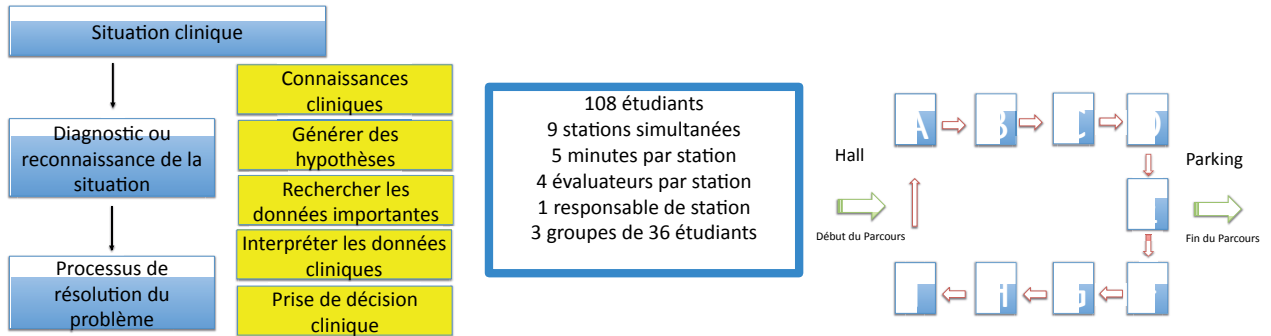 Situation clinique
Diagnostic ou
reconnaissance de la
situation
Processus de
résolution du
problème
Connaissances
cliniques
Générer des
hypothèses
Rechercher les
données importantes
Interpréter les données
cliniques
Prise de décision
clinique
108 étudiants
9 stations simultanées
5 minutes par station
4 évaluateurs par station
1 responsable de station
3 groupes de 36 étudiants
Hall
Début du Parcours
A
B
C
D
G
H
Parking
Fin du Parcours